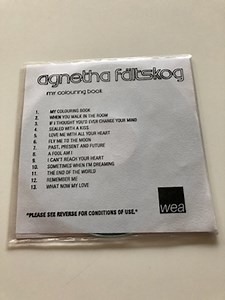 agnetha fältskog
my colouring book
1. MY COLOURING BOOK
2. WHEN YOU WALK IN THE ROOM
3. IF I THOUGHT YOU'D EVER CHANGE YOUR MIND
4. SEALED WITH A KISS
5. LOVE ME WITH ALL YOUR HEART
6. FLY ME TO THE MOON
7. PAST, PRESENT AND FUTURE
8. A FOOL AM I
9. I CAN'T REACH YOUR HEART
10. SOMETIMES WHEN I'M DREAMING
11. THE END OF THE WORLD
12. REMEMBER ME
13. WHAT NOW MY LOVE
wea
"PLEASE SEE REVERSE FOR CONDITIONS OF USE."